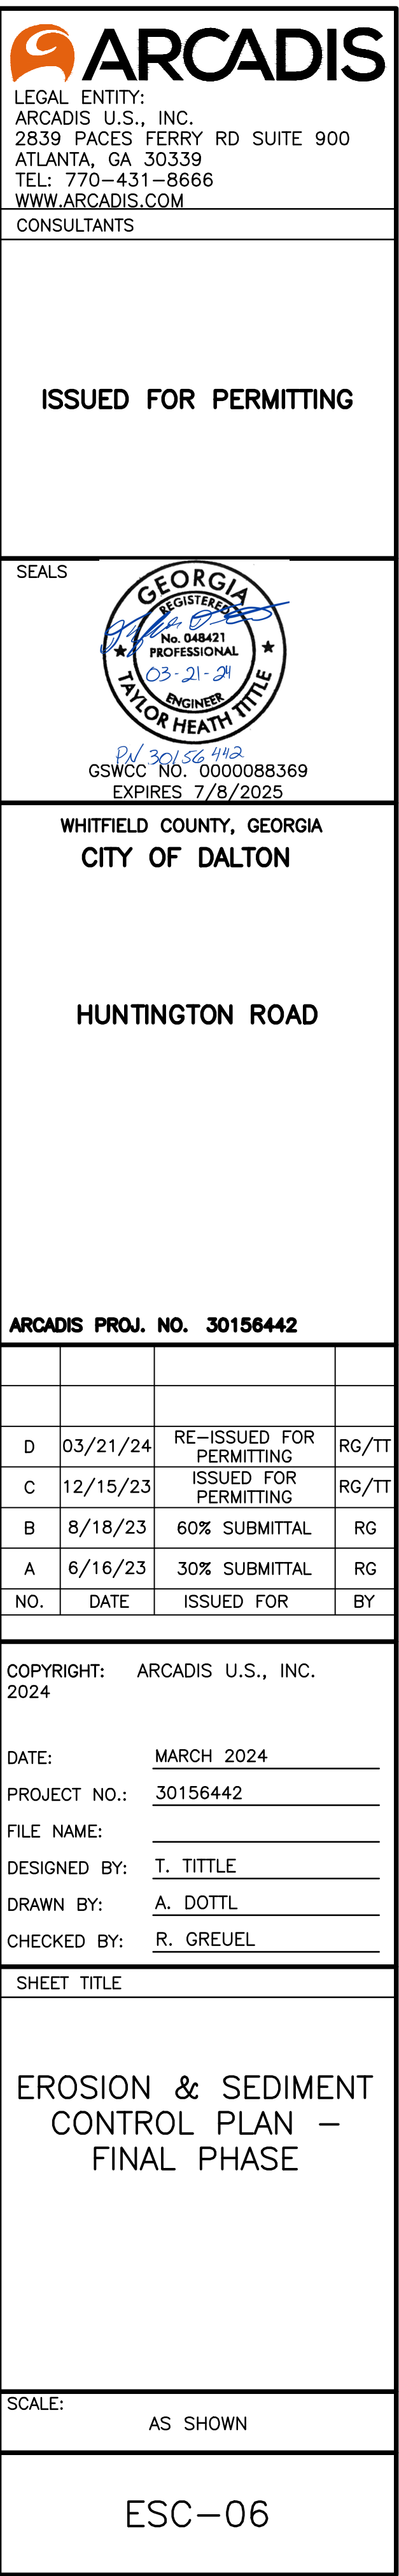 ARCADIS
LEGAL ENTITY:
ARCADIS U.S., INC.
2839 PACES FERRY RD SUITE 900
ATLANTA, GA 30339
TEL: 770-431-8666
WWW.ARCADIS.COM
CONSULTANTS
ISSUED FOR PERMITTING
SEALS
GEORGIA
REGISTERED
No. 048421
PROFESSIONAL
03-21-24
ENGINEER
TAYLOR HEATH TITTLE
PN 30156442
GSWCC NO. 0000088369
EXPIRES 7/8/2025
WHITFIELD COUNTY, GEORGIA
CITY OF DALTON
HUNTINGTON ROAD
ARCADIS PROJ. NO. 30156442
D 03/21/24 RE-ISSUED FOR PERMITTING RG/TT
C 12/15/23 ISSUED FOR PERMITTING RG/TT
B 8/18/23 60% SUBMITTAL RG
A 6/16/23 30% SUBMITTAL RG
NO. DATE ISSUED FOR BY
COPYRIGHT: ARCADIS U.S., INC.
2024
DATE: MARCH 2024
PROJECT NO.: 30156442
FILE NAME:
DESIGNED BY: T. TITTLE
DRAWN BY: A. DOTTL
CHECKED BY: R. GREUEL
SHEET TITLE
EROSION & SEDIMENT
CONTROL PLAN -
FINAL PHASE
SCALE:
AS SHOWN
ESC-06